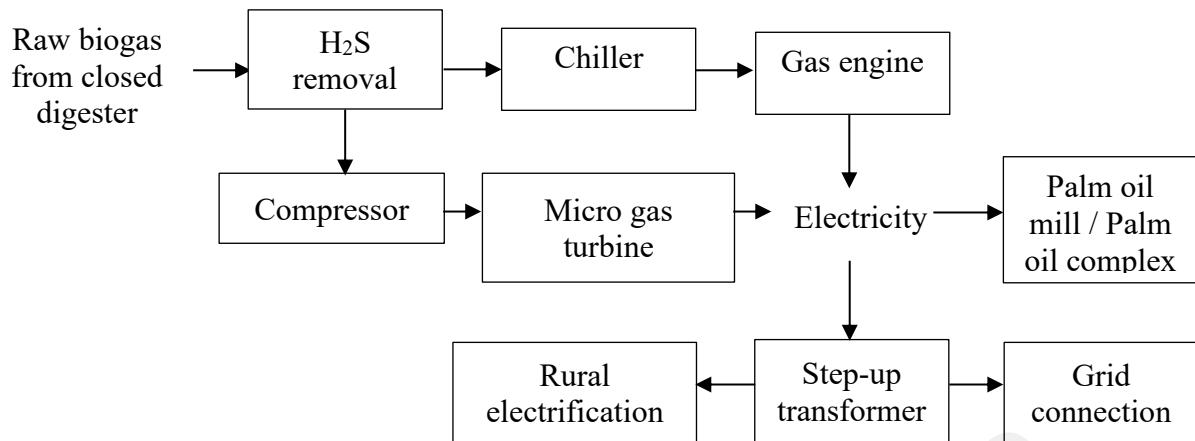 Raw biogas
from closed
digester
H₂S
removal
Chiller
Gas engine
Compressor
Micro gas
turbine
Electricity
Palm oil
mill / Palm
oil complex
Rural
electrification
Step-up
transformer
Grid
connection